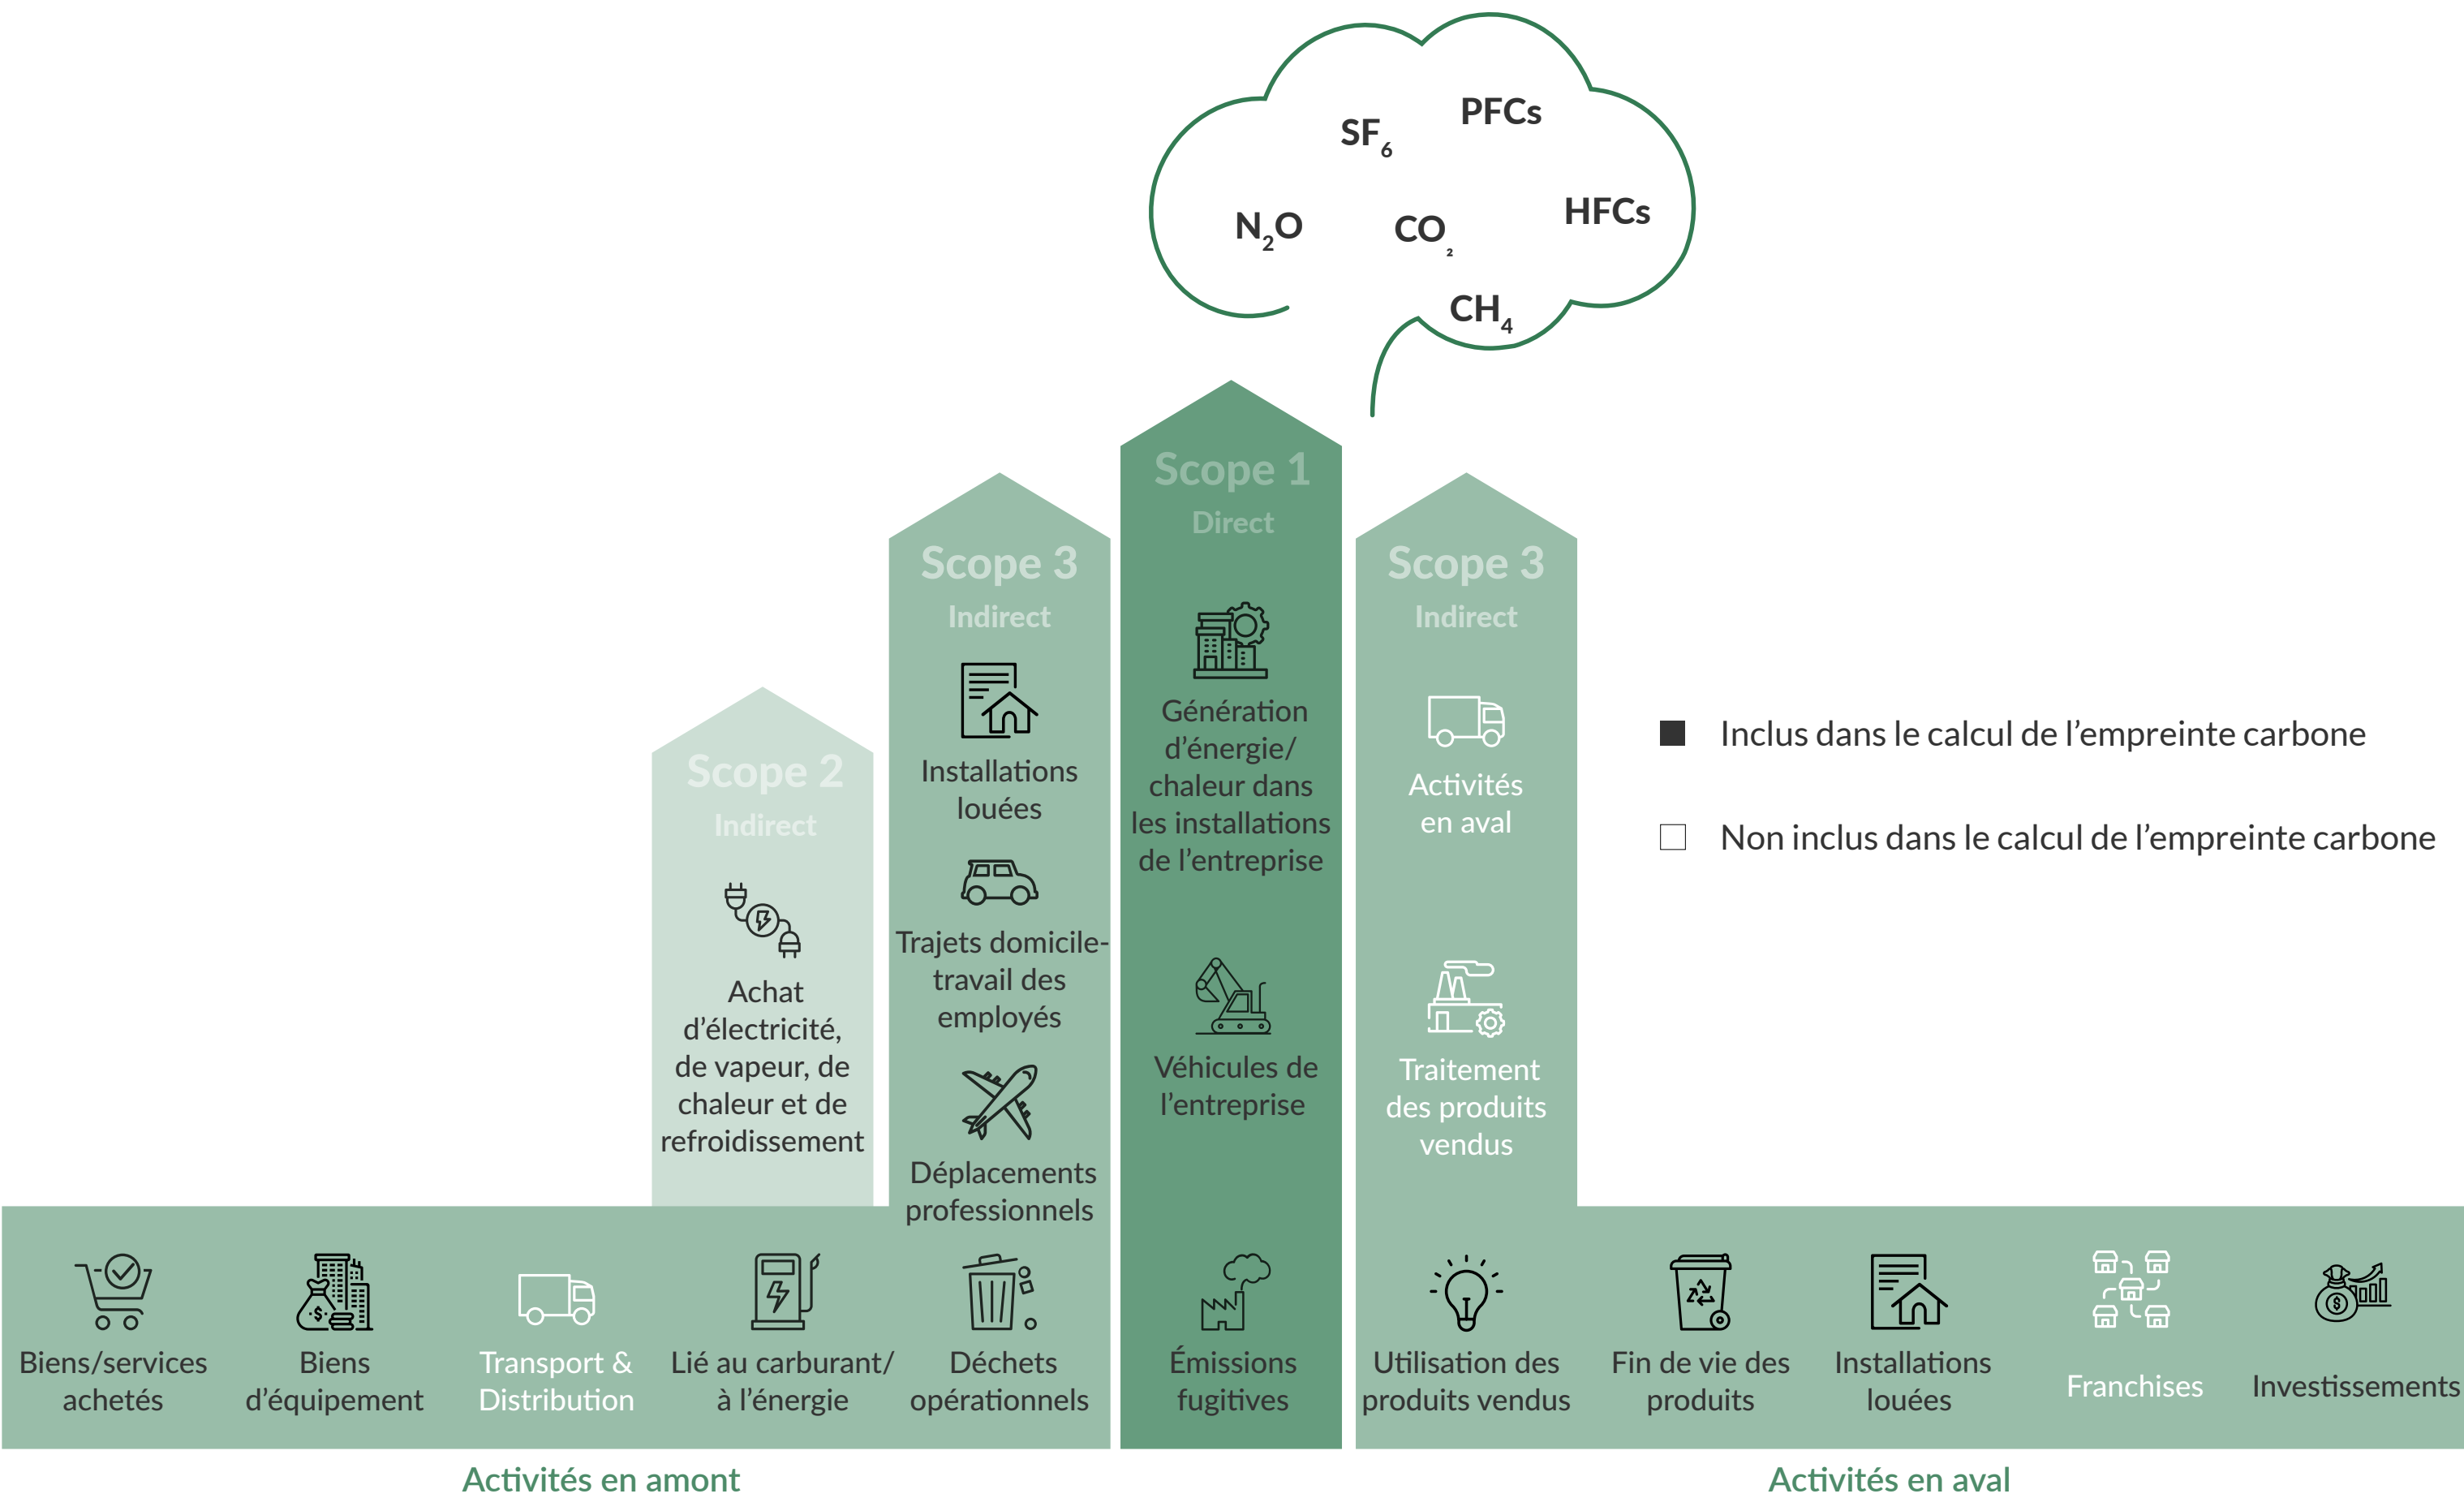 SF₆
PFCs
N₂O
CO₂
HFCs
CH₄
Scope 2
Indirect
Achat
d’électricité,
de vapeur, de
chaleur et de
refroidissement
Scope 3
Indirect
Installations
louées
Trajets domicile-
travail des
employés
Déplacements
professionnels
Scope 1
Direct
Génération
d’énergie/
chaleur dans
les installations
de l’entreprise
Véhicules de
l’entreprise
Émissions
fugitives
Scope 3
Indirect
Activités
en aval
Traitement
des produits
vendus
Inclus dans le calcul de l’empreinte carbone
Non inclus dans le calcul de l’empreinte carbone
Biens/services
achetés
Biens
d’équipement
Transport &
Distribution
Lié au carburant/
à l’énergie
Déchets
opérationnels
Utilisation des
produits vendus
Fin de vie des
produits
Installations
louées
Franchises
Investissements
Activités en amont
Activités en aval